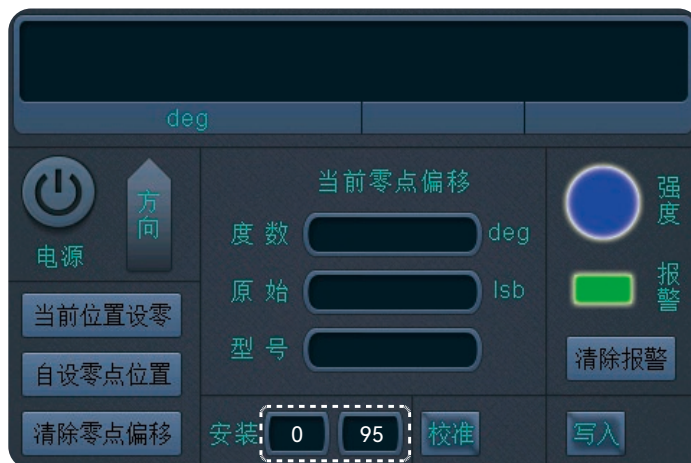 deg
方向
电源
当前零点偏移
度数 deg
原始 lsb
型号
强度
报警
当前位置设零
自设零点位置
清除零点偏移
清除报警
安装 0 95 校准
写入